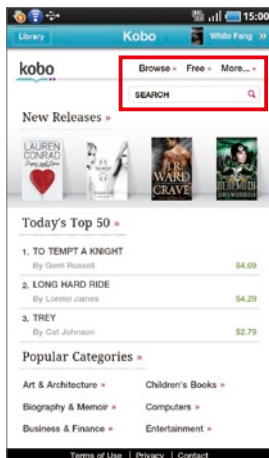 15:00
Library Kobo White Fang »
kobo
Browse » Free » More... »
SEARCH
New Releases »
LAUREN
CONRAD
J.R.
WARD
CRAVE
BEHEMOTH
Today's Top 50 »
1. TO TEMPT A KNIGHT
By Gerri Russell $4.69
2. LONG HARD RIDE
By Lorelei James $4.29
3. TREY
By Cat Johnson $2.79
Popular Categories »
Art & Architecture » Children's Books »
Biography & Memoir » Computers »
Business & Finance » Entertainment »
Terms of Use | Privacy | Contact